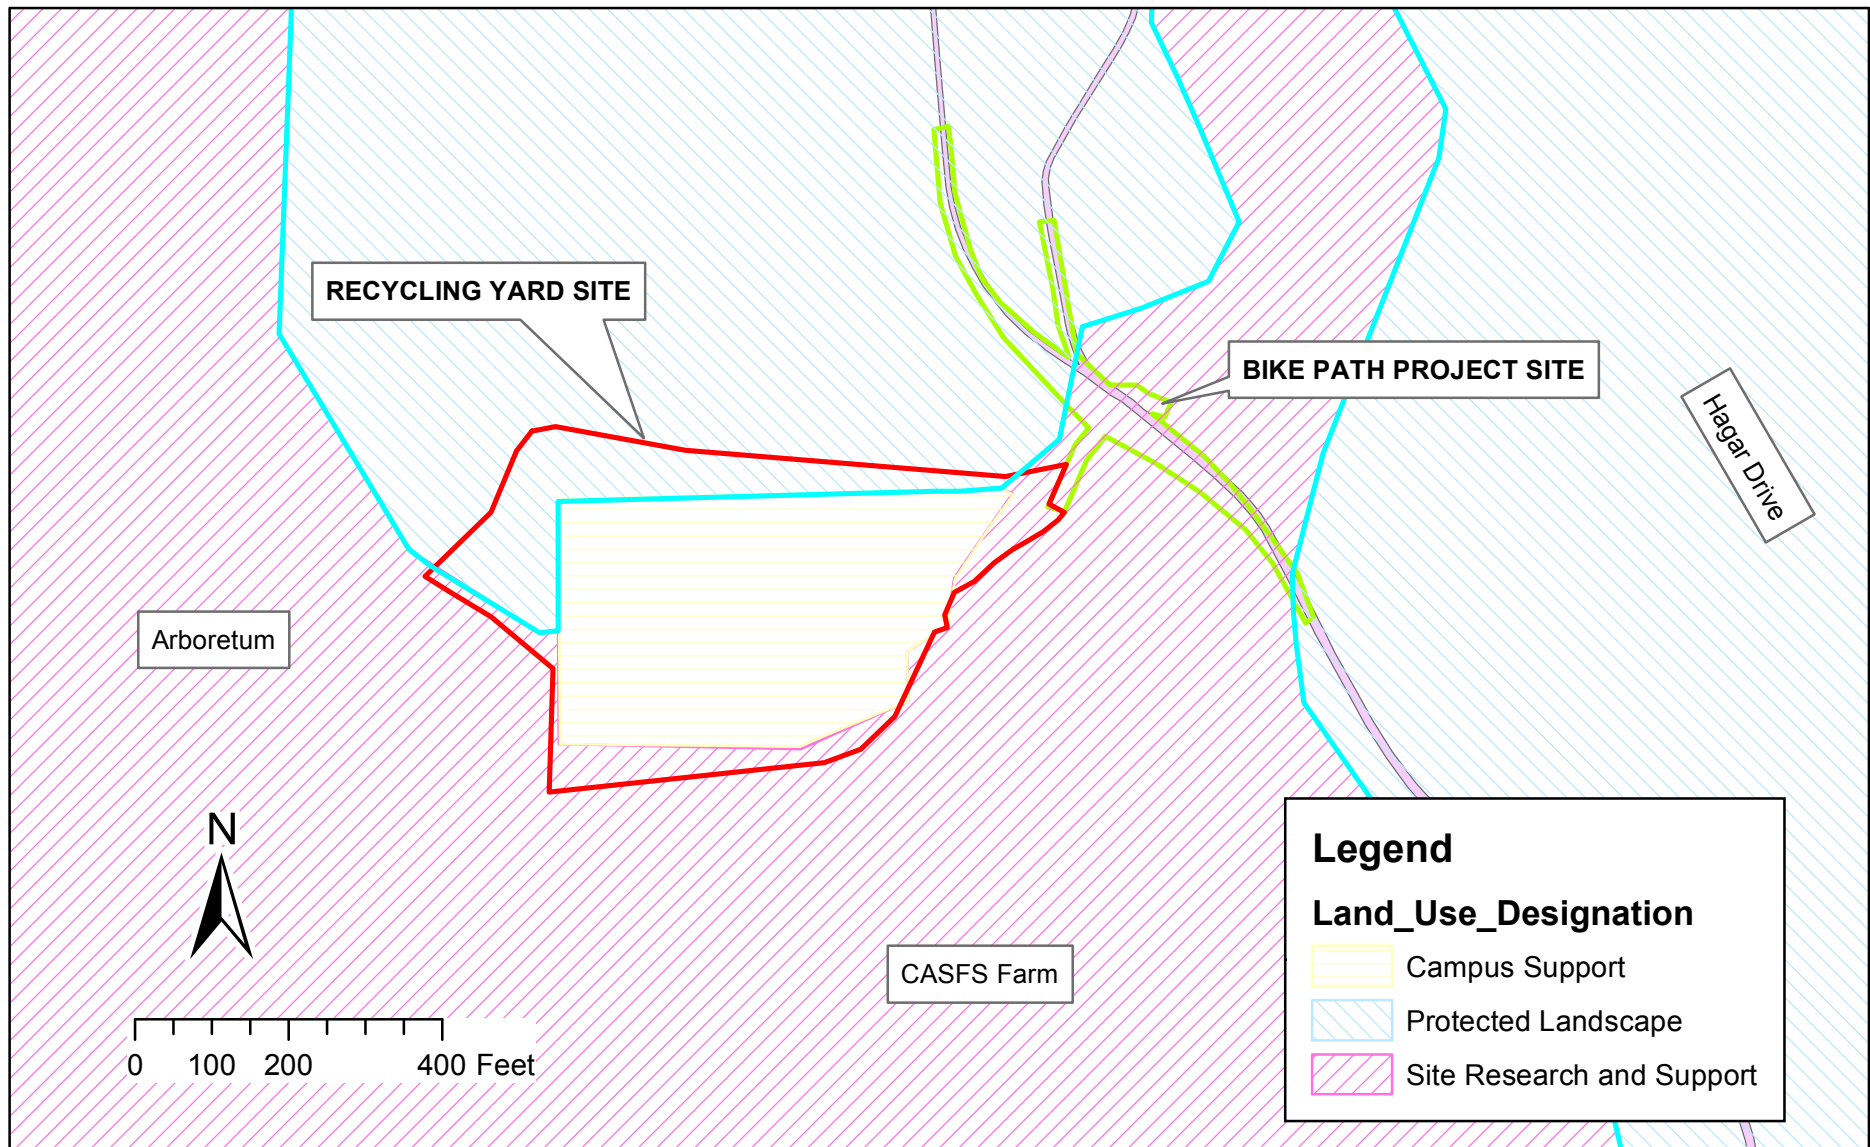 RECYCLING YARD SITE
BIKE PATH PROJECT SITE
Hagar Drive
Arboretum
N
CASFS Farm
0 100 200 400 Feet
Legend
Land_Use_Designation
Campus Support
Protected Landscape
Site Research and Support